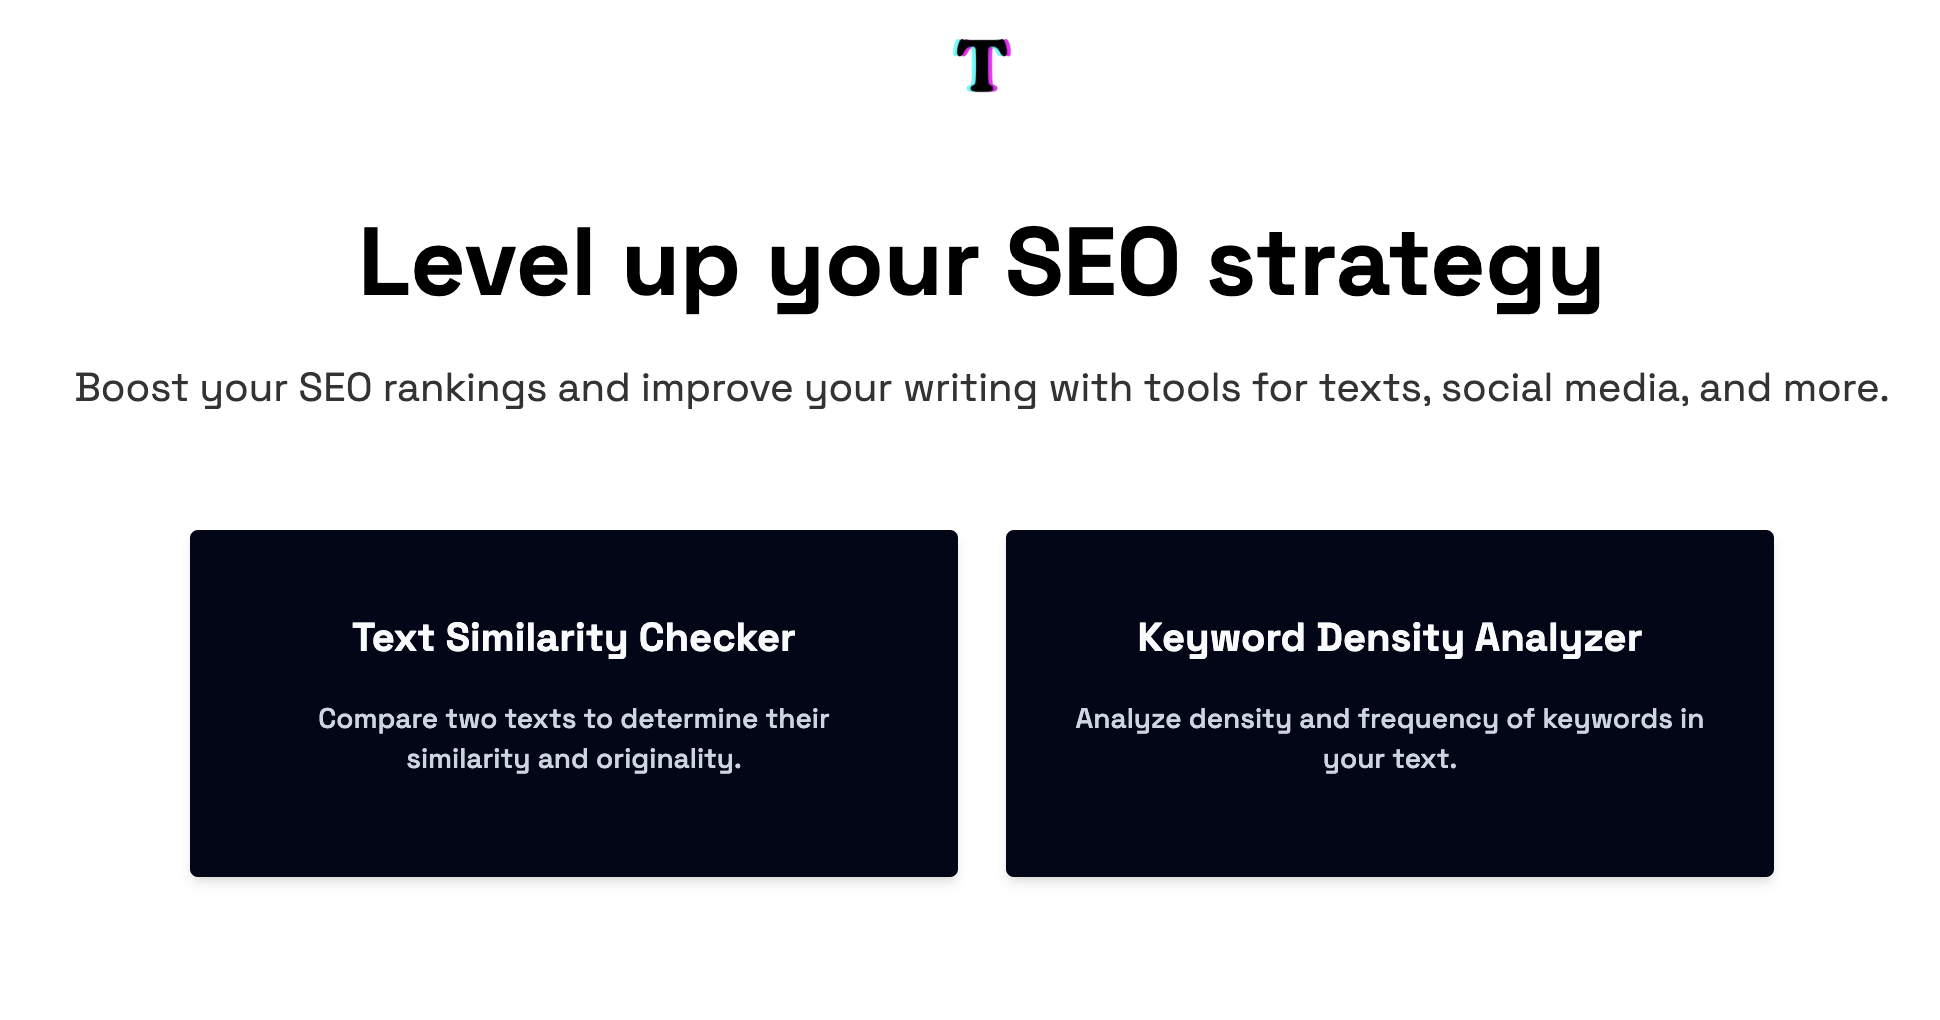 T
Level up your SEO strategy
Boost your SEO rankings and improve your writing with tools for texts, social media, and more.
Text Similarity Checker
Compare two texts to determine their
similarity and originality.
Keyword Density Analyzer
Analyze density and frequency of keywords in
your text.